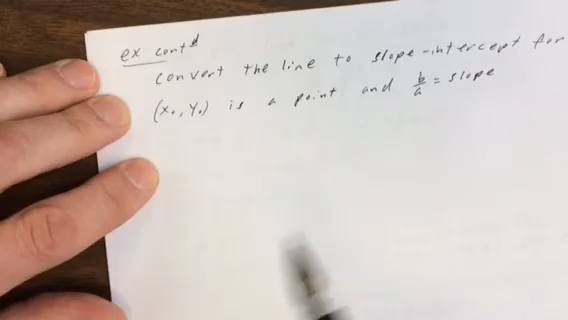 ex cont'd
convert the line to slope-intercept for
(x₀, y₀) is a point and b/a = slope